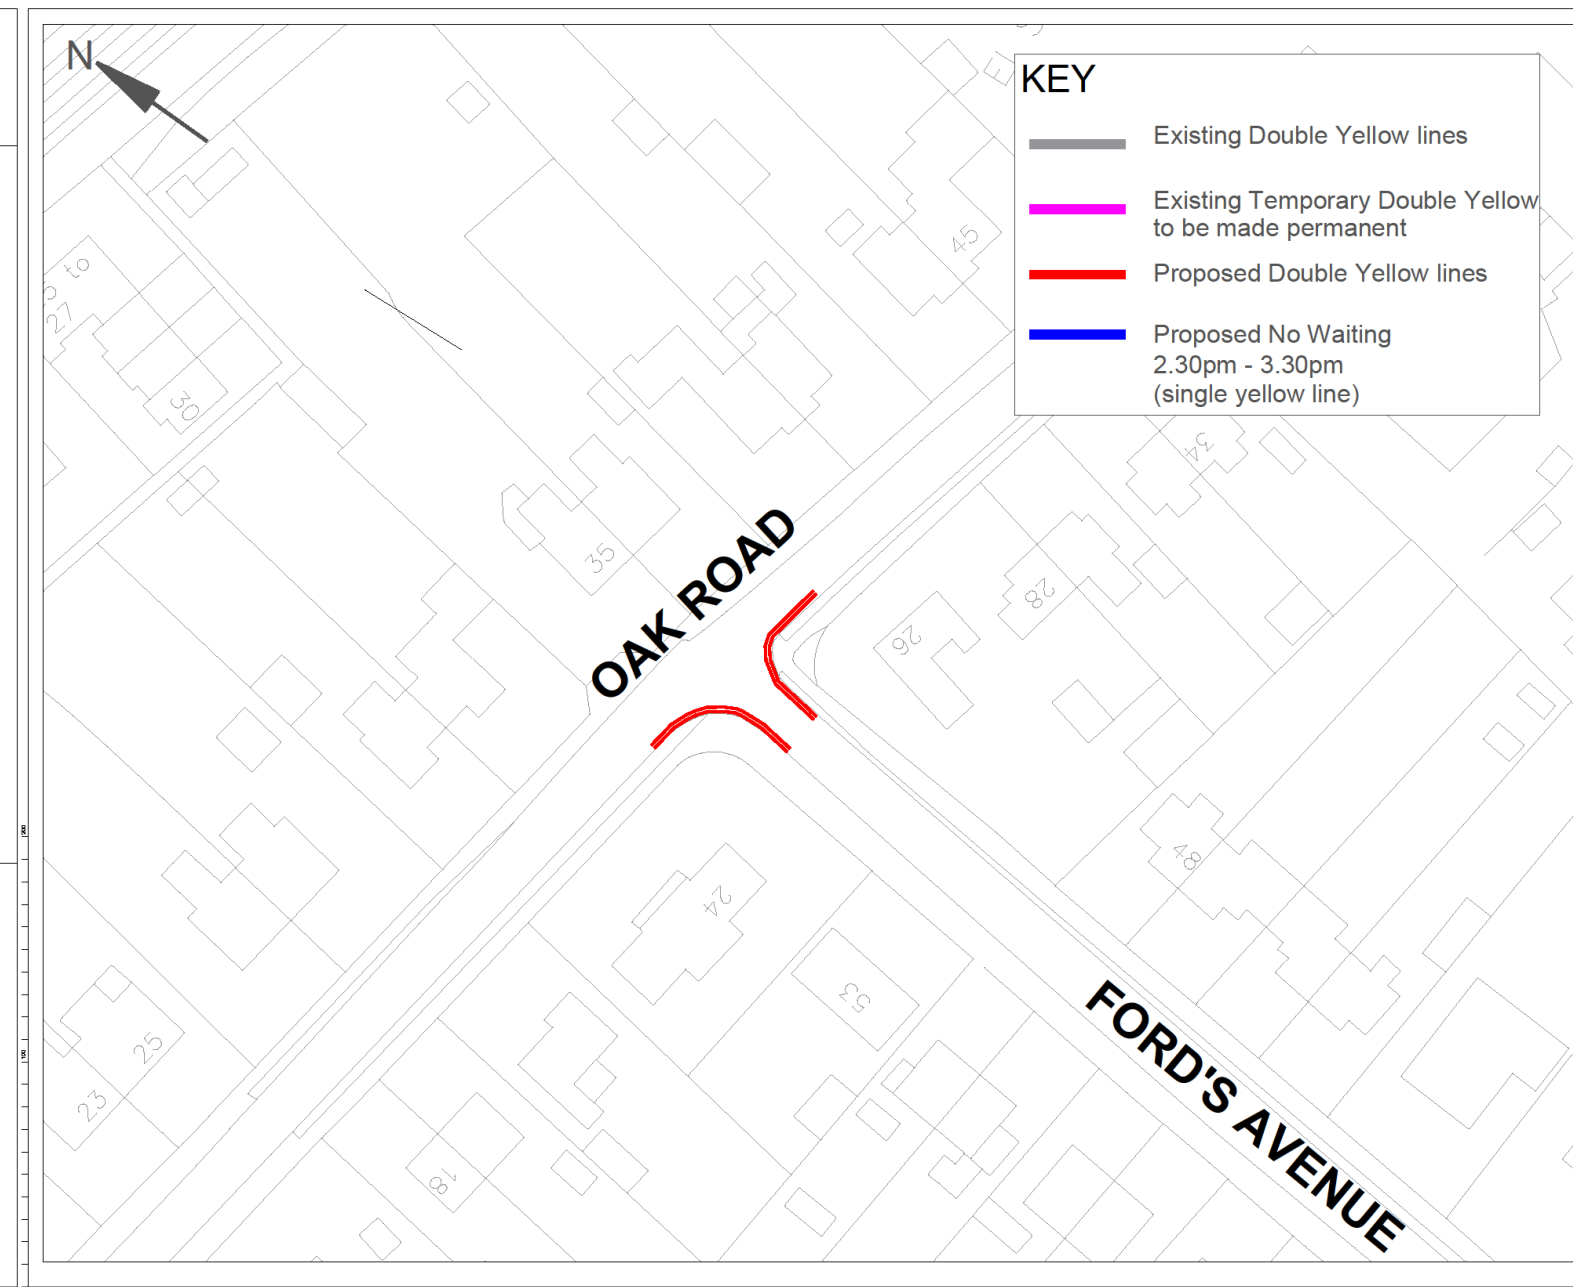 N
KEY
Existing Double Yellow lines
Existing Temporary Double Yellow
to be made permanent
Proposed Double Yellow lines
Proposed No Waiting
2.30pm - 3.30pm
(single yellow line)
45
to
27
30
34
35
28
26
OAK ROAD
48
24
53
25
23
18
FORD'S AVENUE